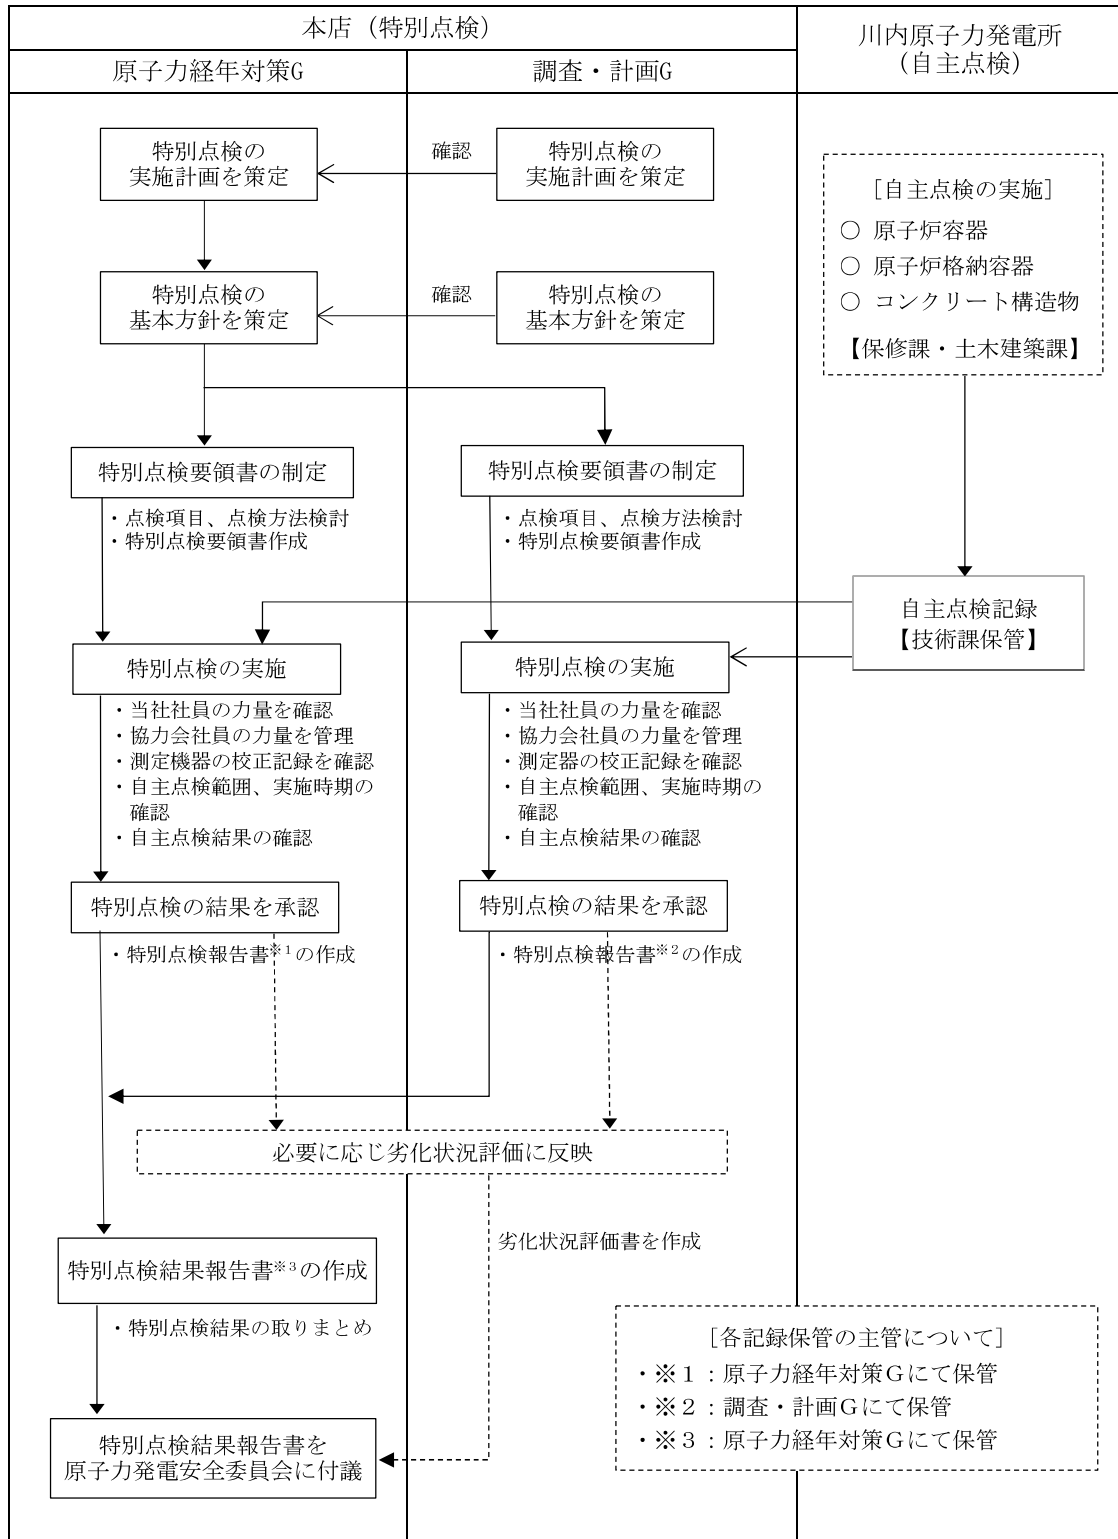 本店（特別点検）
川内原子力発電所
（自主点検）
原子力経年対策G
調査・計画G
特別点検の
実施計画を策定
確認
特別点検の
実施計画を策定
［自主点検の実施］
○ 原子炉容器
○ 原子炉格納容器
○ コンクリート構造物
【保修課・土木建築課】
特別点検の
基本方針を策定
確認
特別点検の
基本方針を策定
特別点検要領書の制定
・点検項目、点検方法検討
・特別点検要領書作成
特別点検要領書の制定
・点検項目、点検方法検討
・特別点検要領書作成
自主点検記録
【技術課保管】
特別点検の実施
・当社社員の力量を確認
・協力会社員の力量を管理
・測定機器の校正記録を確認
・自主点検範囲、実施時期の
確認
・自主点検結果の確認
特別点検の実施
・当社社員の力量を確認
・協力会社員の力量を管理
・測定器の校正記録を確認
・自主点検範囲、実施時期の
確認
・自主点検結果の確認
特別点検の結果を承認
・特別点検報告書※1の作成
特別点検の結果を承認
・特別点検報告書※2の作成
必要に応じ劣化状況評価に反映
劣化状況評価書を作成
特別点検結果報告書※3の作成
・特別点検結果の取りまとめ
特別点検結果報告書を
原子力発電安全委員会に付議
［各記録保管の主管について］
・※１：原子力経年対策Ｇにて保管
・※２：調査・計画Ｇにて保管
・※３：原子力経年対策Ｇにて保管